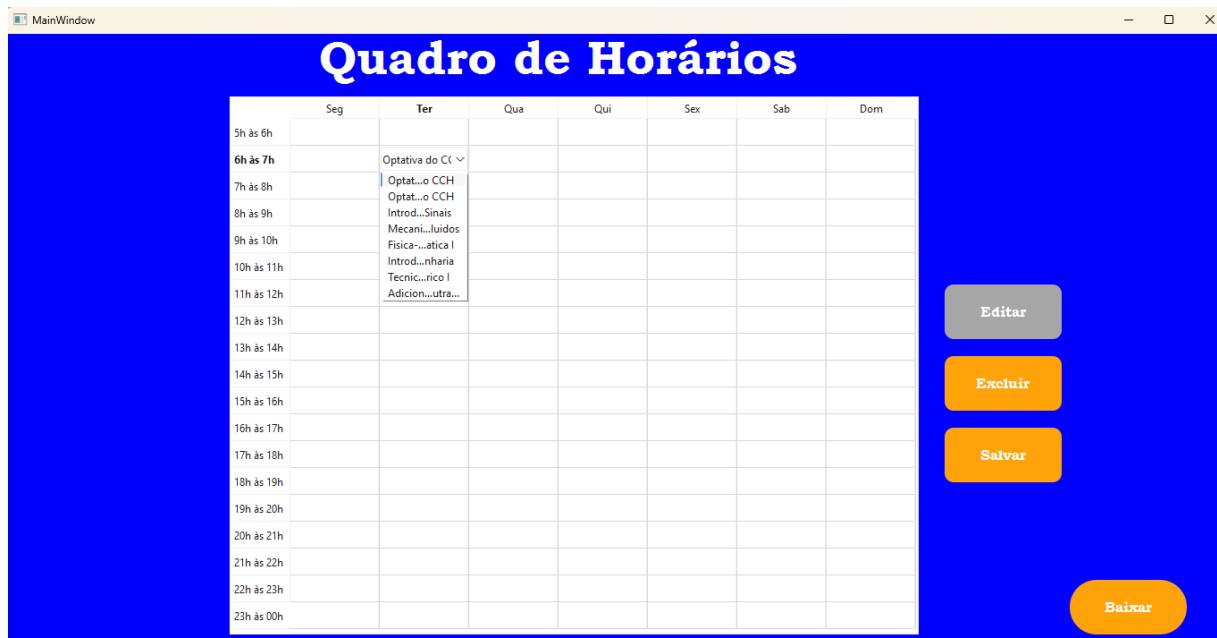 MainWindow
Quadro de Horários
Seg Ter Qua Qui Sex Sab Dom
5h às 6h
6h às 7h Optativa do C(
7h às 8h Optat...o CCH
Optat...o CCH
8h às 9h Introd...Sinais
Mecani...luidos
9h às 10h Fisica-...atica I
10h às 11h Introd...nharia
Tecnic...rico I
11h às 12h Adicion...utra...
12h às 13h Editar
13h às 14h
14h às 15h Excluir
15h às 16h
16h às 17h
17h às 18h Salvar
18h às 19h
19h às 20h
20h às 21h
21h às 22h
22h às 23h
23h às 00h Baixar